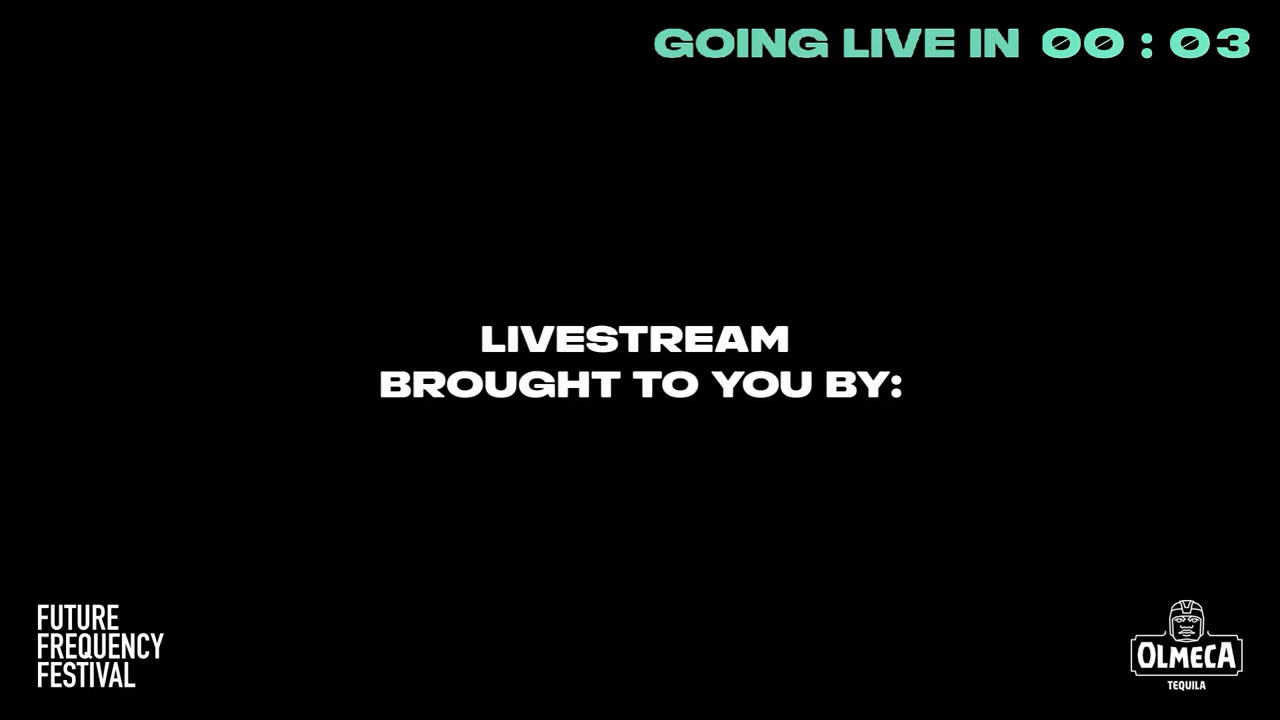 GOING LIVE IN 00 : 03
LIVESTREAM
BROUGHT TO YOU BY:
FUTURE
FREQUENCY
FESTIVAL
OLMECA
TEQUILA